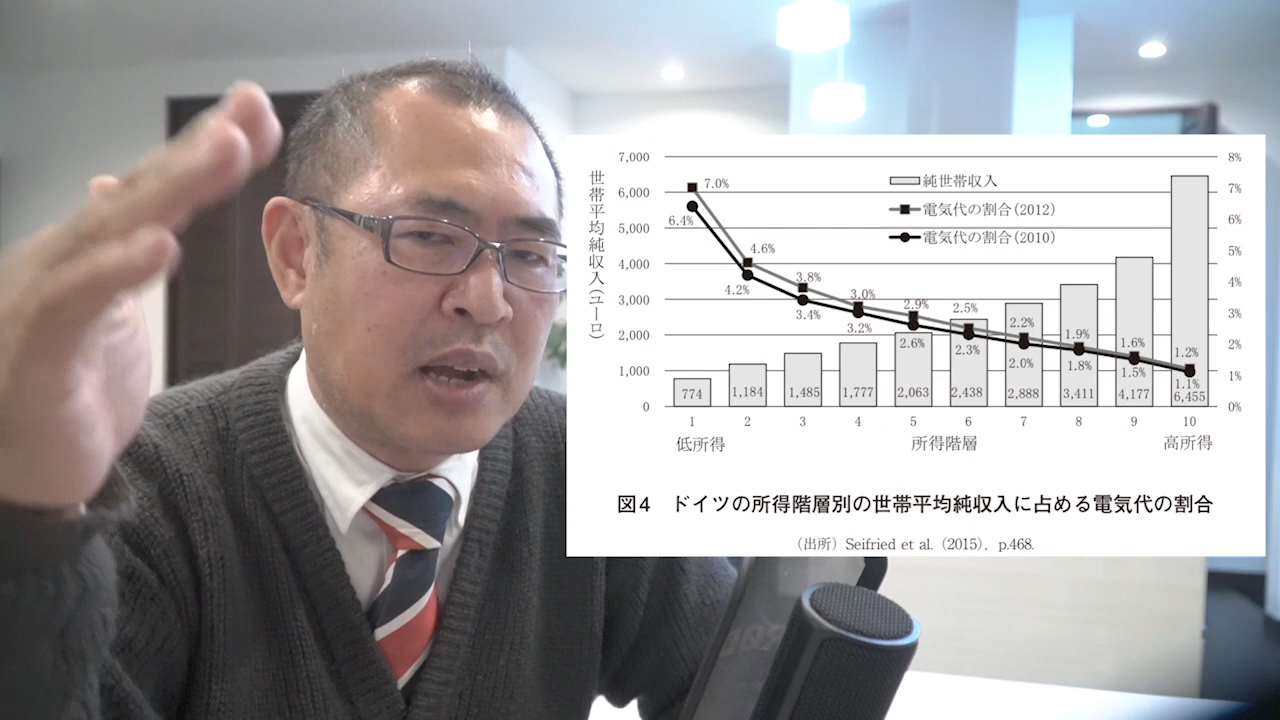 世帯平均純収入(ユーロ)
7,000
6,000
5,000
4,000
3,000
2,000
1,000
0
8%
7%
6%
5%
4%
3%
2%
1%
0%
純世帯収入
電気代の割合(2012)
電気代の割合(2010)
7.0% 4.6% 3.8% 3.0% 2.9% 2.5% 2.2% 1.9% 1.6% 1.2%
6.4% 4.2% 3.4% 3.2% 2.6% 2.3% 2.0% 1.8% 1.5% 1.1%
774 1,184 1,485 1,777 2,063 2,438 2,888 3,411 4,177 6,455
1 2 3 4 5 6 7 8 9 10
低所得 所得階層 高所得
図4 ドイツの所得階層別の世帯平均純収入に占める電気代の割合
(出所) Seifried et al. (2015), p.468.